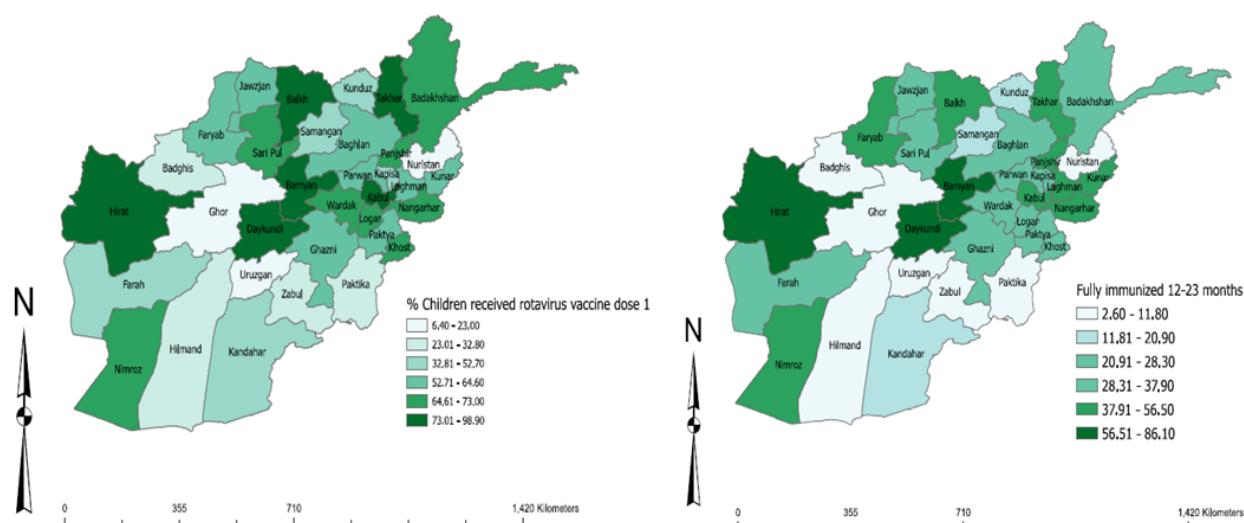 Jawzjan
Balkh
Kunduz
Takhar
Badakhshan
Faryab
Sari Pul
Samangan
Baghlan
Badghis
Panjshir
Nuristan
Hirat
Ghor
Bamyan
Parwan
Kapisa
Laghman
Kunar
Kabul
Wardak
Nangarhar
Logar
Daykundi
Paktya
Khost
Ghazni
Uruzgan
Farah
Zabul
Paktika
Hilmand
Kandahar
Nimroz
N
% Children received rotavirus vaccine dose 1
6,40 - 23,00
23.01 - 32.80
32,81 - 52,70
52,71 - 64,60
64,61 - 73,00
73.01 - 98.90
0 355 710 1,420 Kilometers
Jawzjan
Balkh
Kunduz
Takhar
Badakhshan
Faryab
Sari Pul
Samangan
Baghlan
Badghis
Panjshir
Nuristan
Hirat
Ghor
Bamyan
Parwan
Kapisa
Laghman
Kunar
Kabul
Wardak
Nangarhar
Logar
Daykundi
Paktya
Khost
Ghazni
Uruzgan
Farah
Zabul
Paktika
Hilmand
Kandahar
Nimroz
N
Fully immunized 12-23 months
2.60 - 11.80
11.81 - 20.90
20.91 - 28.30
28.31 - 37.90
37.91 - 56.50
56.51 - 86.10
0 355 710 1,420 Kilometers